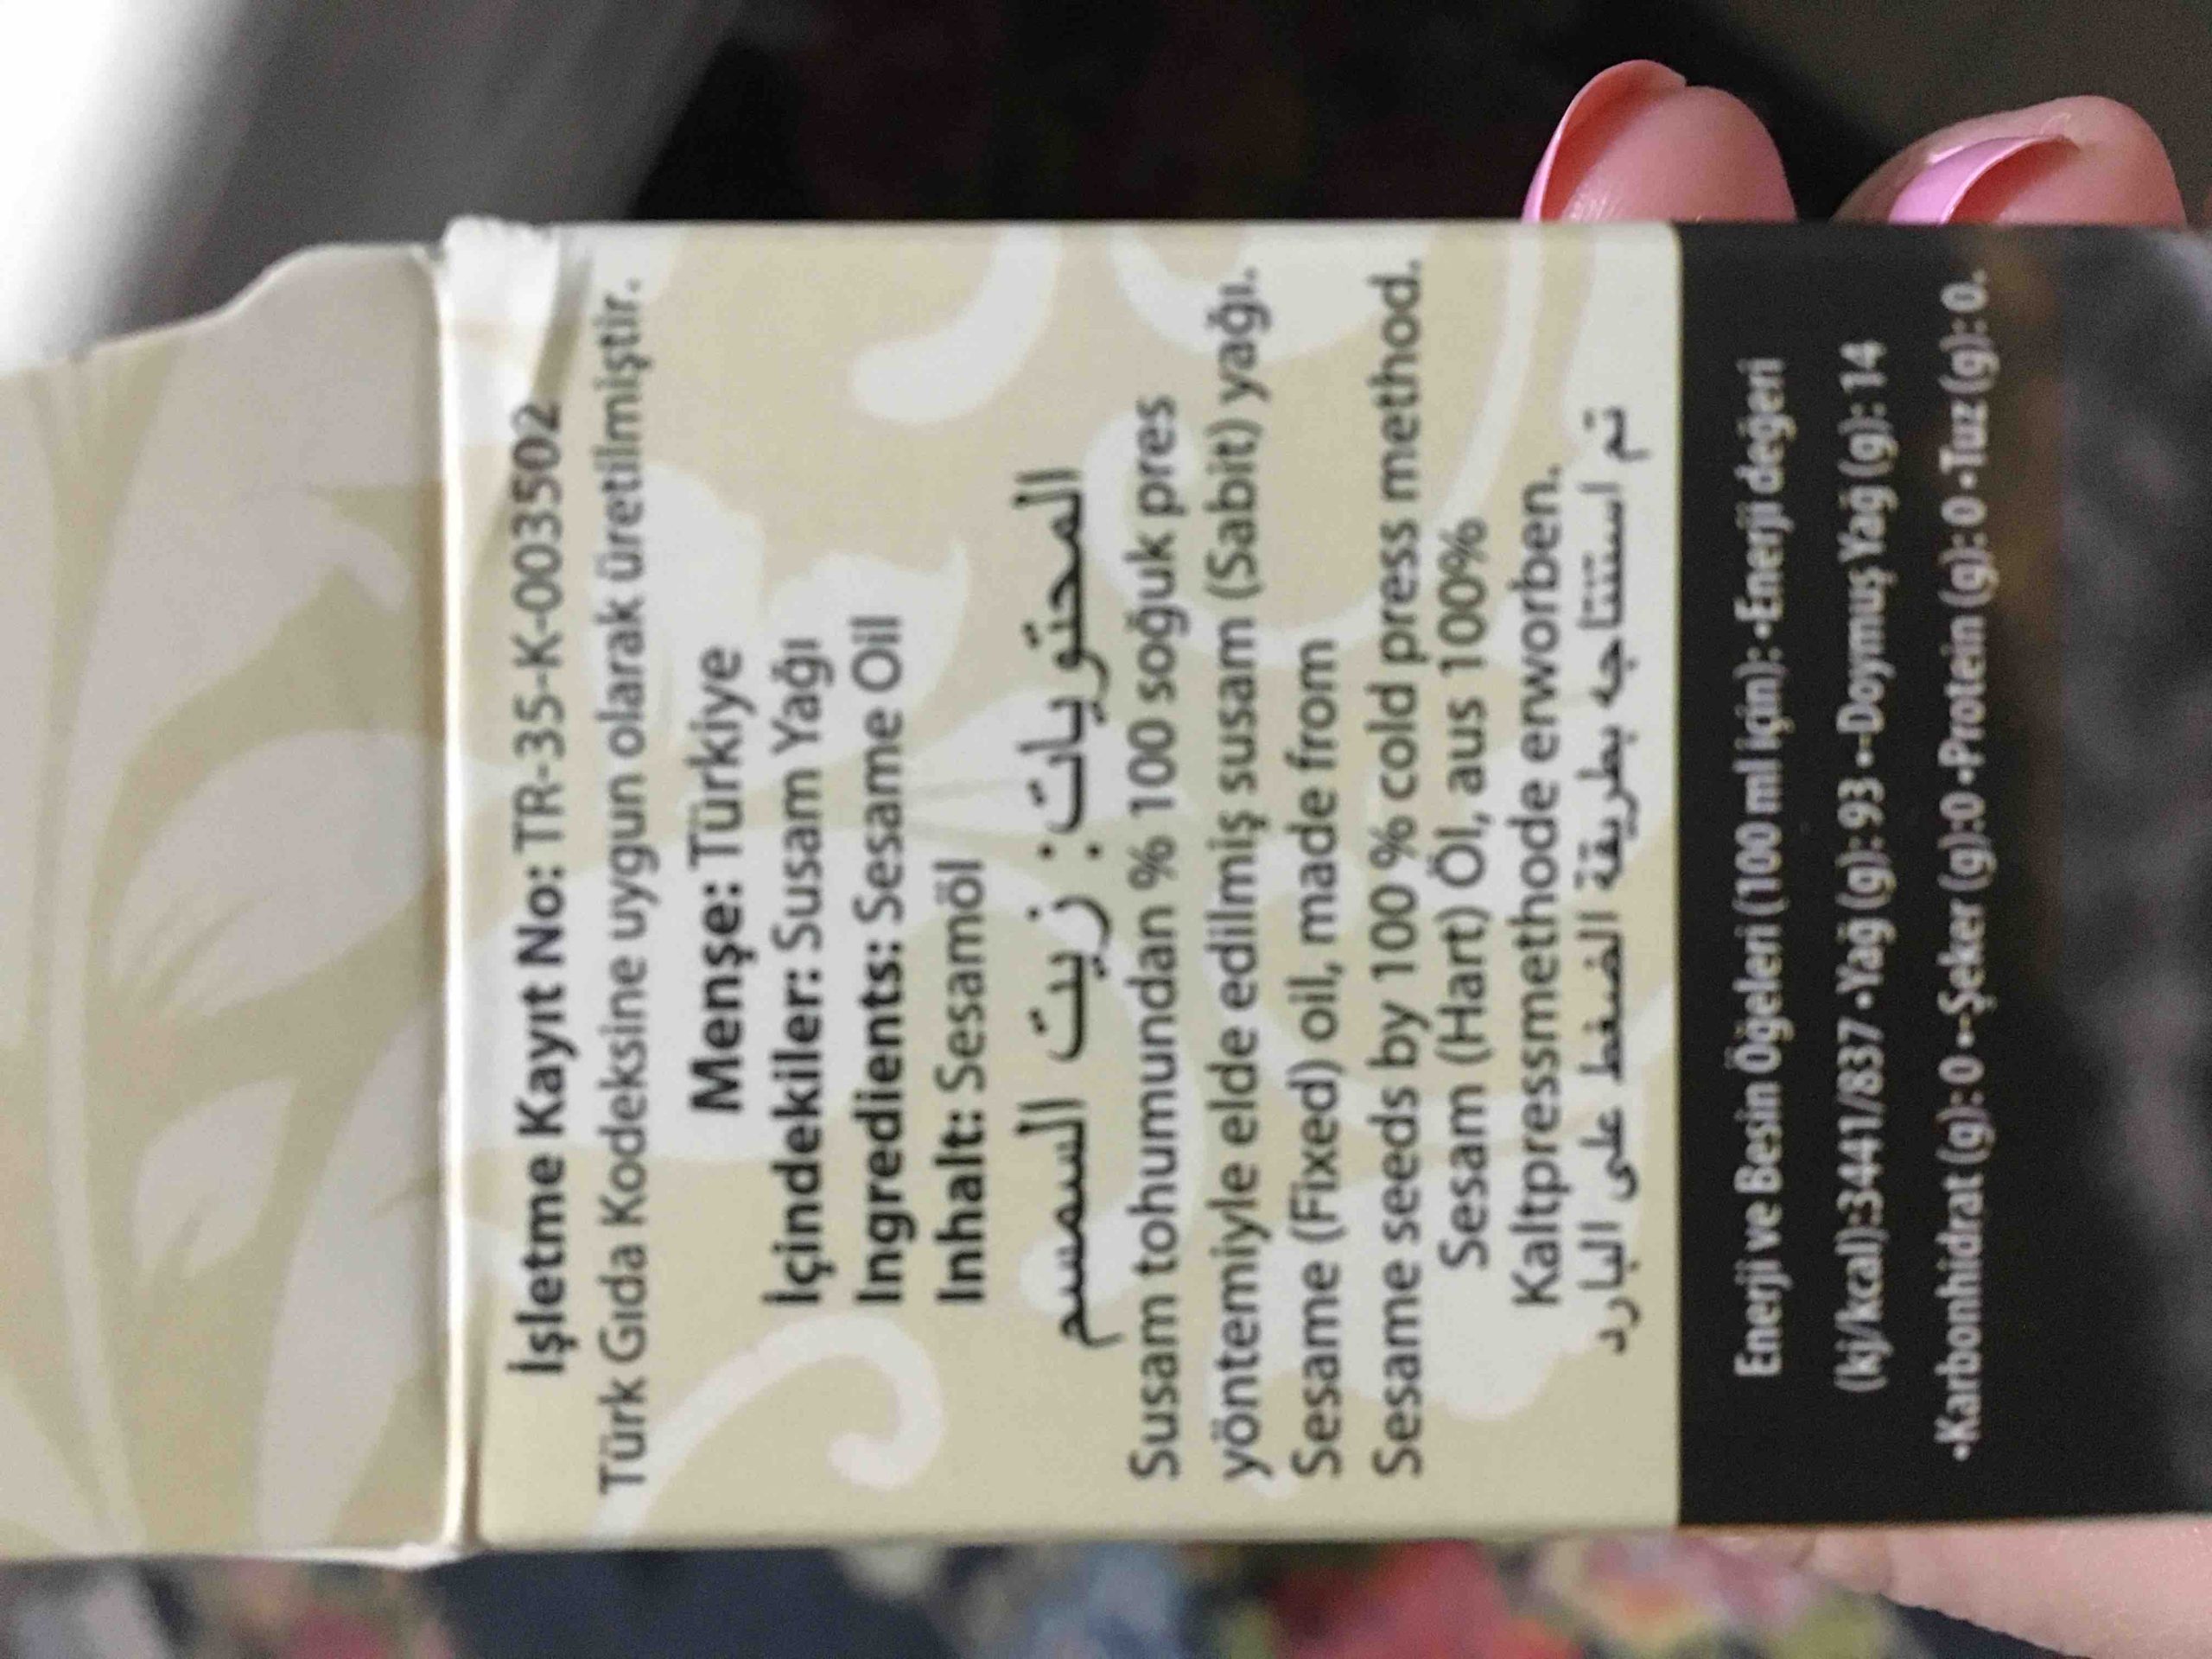 İşletme Kayıt No: TR-35-K-003502
Türk Gıda Kodeksine uygun olarak üretilmiştir.
Menşe: Türkiye
İçindekiler: Susam Yağı
Ingredients: Sesame Oil
Inhalt: Sesamöl
المحتويات: زيت السمسم
Susam tohumundan % 100 soğuk pres
yöntemiyle elde edilmiş susam (Sabit) yağı.
Sesame (Fixed) oil, made from
Sesame seeds by 100 % cold press method.
Sesam (Hart) Öl, aus 100%
Kaltpressmethode erworben.
تم استنتاجه بطريقة الضغط على البارد
Enerji ve Besin Öğeleri (100 ml için): •Enerji değeri
(kj/kcal):3441/837 •Yağ (g): 93 •-Doymuş Yağ (g): 14
•Karbonhidrat (g): 0 •-Şeker (g):0 •Protein (g): 0 •Tuz (g): 0.